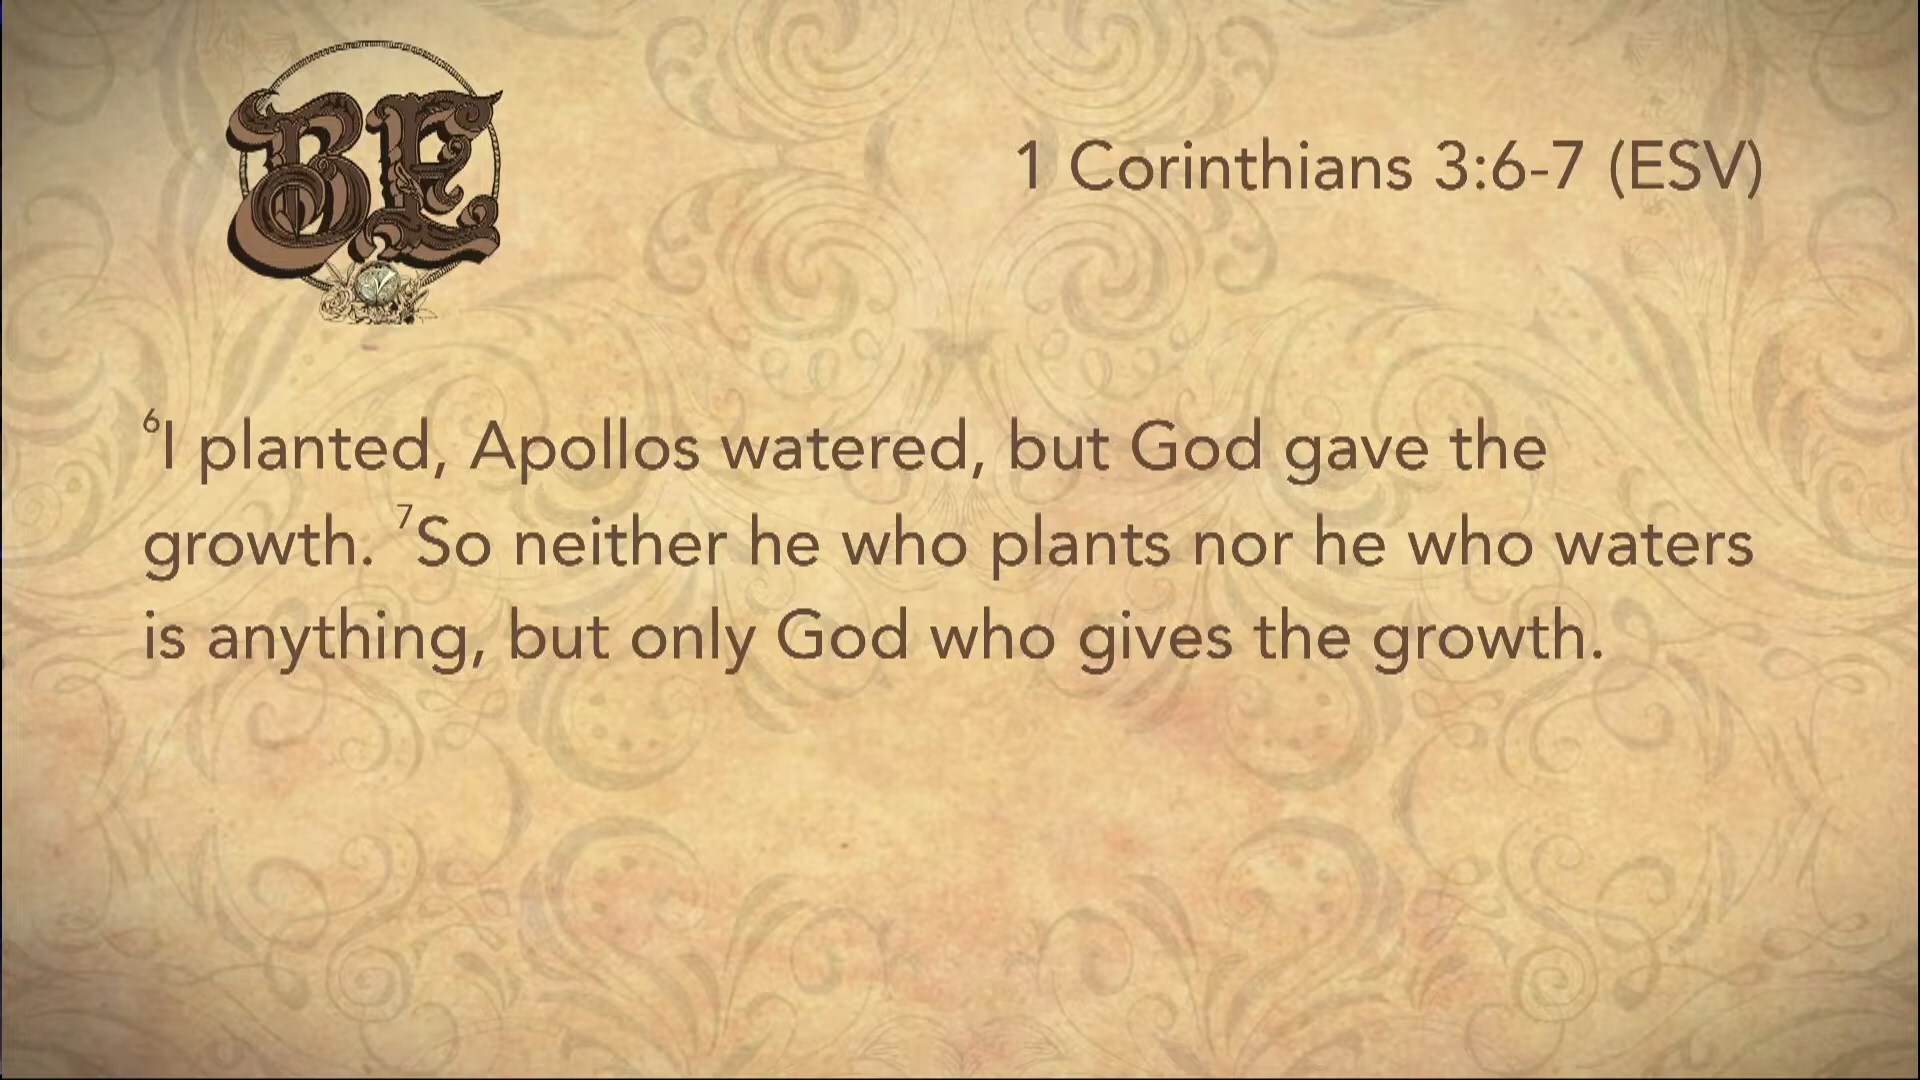 BE
1 Corinthians 3:6-7 (ESV)
6I planted, Apollos watered, but God gave the
growth. 7So neither he who plants nor he who waters
is anything, but only God who gives the growth.